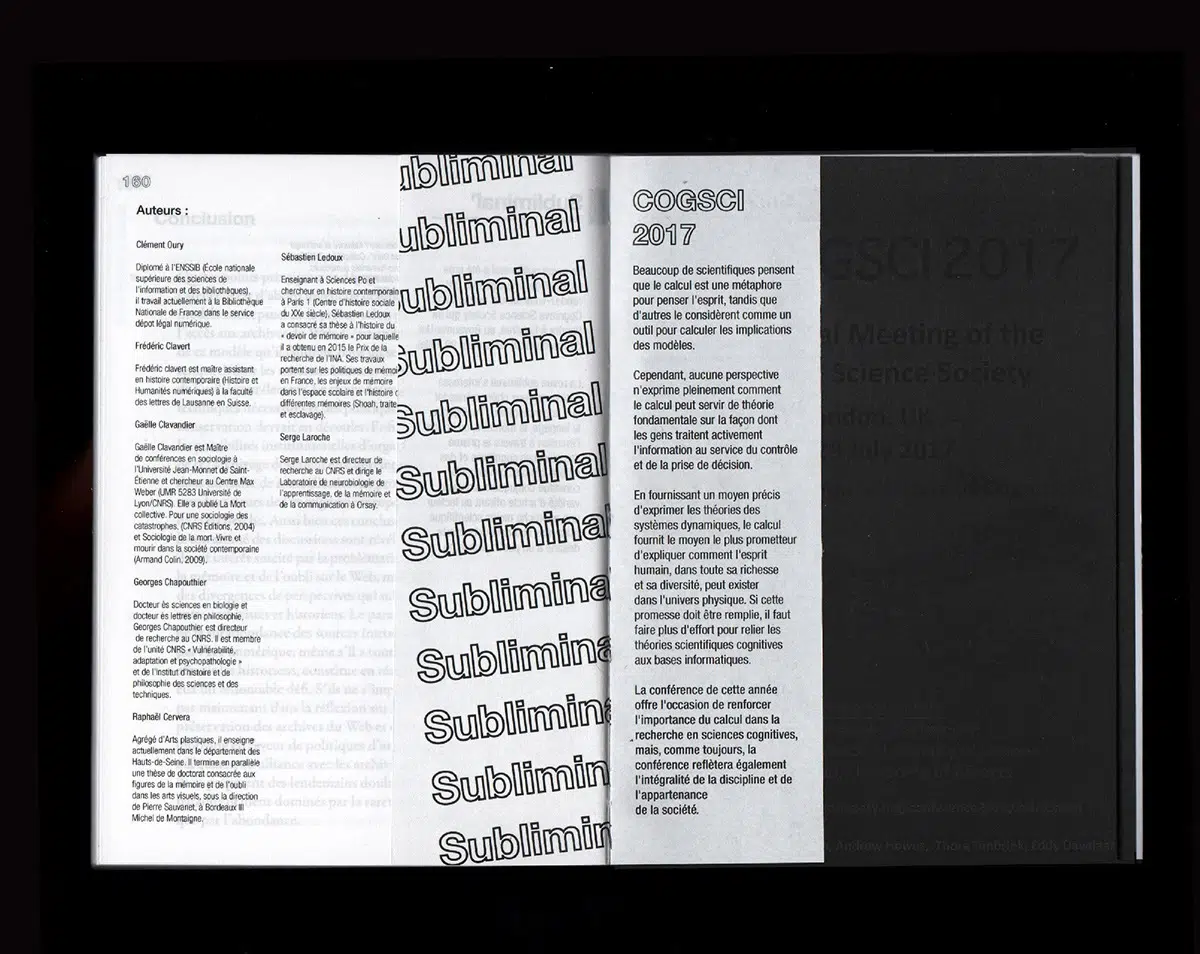 160
Auteurs :
Conclusion
Clément Oury
Diplomé à l'ENSSIB (École nationale
supérieure des sciences de
l'information et des bibliothèques),
il travail actuellement à la Bibliothèque
Nationale de France dans le service
dépot légal numérique.
Frédéric Clavert
Frédéric clavert est maître assistant
en histoire contemporaine (Histoire et
Humanités numériques) à la faculté
des lettres de Lausanne en Suisse.
Gaëlle Clavandier
Gaëlle Clavandier est Maître
de conférences en sociologie à
l'Université Jean-Monnet de Saint-
Étienne et chercheur au Centre Max
Weber (UMR 5283 Université de
Lyon/CNRS). Elle a publié La Mort
collective. Pour une sociologie des
catastrophes. (CNRS Éditions, 2004)
et Sociologie de la mort. Vivre et
mourir dans la société contemporaine
(Armand Colin, 2009).
Georges Chapouthier
Docteur ès sciences en biologie et
docteur ès lettres en philosophie,
Georges Chapouthier est directeur
de recherche au CNRS. Il est membre
de l'unité CNRS « Vulnérabilité,
adaptation et psychopathologie »
et de l'institut d'histoire et de
philosophie des sciences et des
techniques.
Raphaël Cervera
Agrégé d'Arts plastiques, il enseigne
actuellement dans le département des
Hauts-de-Seine. Il termine en parallèle
une thèse de doctorat consacrée aux
figures de la mémoire et de l'oubli
dans les arts visuels, sous la direction
de Pierre Sauvanet, à Bordeaux III
Michel de Montaigne.
Sébastien Ledoux
Enseignant à Sciences Po et
chercheur en histoire contemporain
à Paris 1 (Centre d'histoire sociale
du XXe siècle), Sébastien Ledoux
a consacré sa thèse à l'histoire du
« devoir de mémoire » pour laquelle
il a obtenu en 2015 le Prix de la
recherche de l'INA. Ses travaux
portent sur les politiques de mémoi
en France, les enjeux de mémoire
dans l'espace scolaire et l'histoire d
différentes mémoires (Shoah, traite
et esclavage).
Serge Laroche
Serge Laroche est directeur de
recherche au CNRS et dirige le
Laboratoire de neurobiologie de
l'apprentissage, de la mémoire et
de la communication à Orsay.
ubliminal
ubliminal
ubliminal
Subliminal
Subliminal
Subliminal
Subliminal
Sublimina
Sublimina
Sublimina
Sublimin
Sublimin
COGSCI
2017
Beaucoup de scientifiques pensent
que le calcul est une métaphore
pour penser l'esprit, tandis que
d'autres le considèrent comme un
outil pour calculer les implications
des modèles.
Cependant, aucune perspective
n'exprime pleinement comment
le calcul peut servir de théorie
fondamentale sur la façon dont
les gens traitent activement
l'information au service du contrôle
et de la prise de décision.
En fournissant un moyen précis
d'exprimer les théories des
systèmes dynamiques, le calcul
fournit le moyen le plus prometteur
d'expliquer comment l'esprit
humain, dans toute sa richesse
et sa diversité, peut exister
dans l'univers physique. Si cette
promesse doit être remplie, il faut
faire plus d'effort pour relier les
théories scientifiques cognitives
aux bases informatiques.
La conférence de cette année
offre l'occasion de renforcer
l'importance du calcul dans la
recherche en sciences cognitives,
mais, comme toujours, la
conférence reflètera également
l'intégralité de la discipline et de
l'appartenance
de la société.
GSCI 2017
al Meeting of the
Science Society
ndon, UK
July 2017